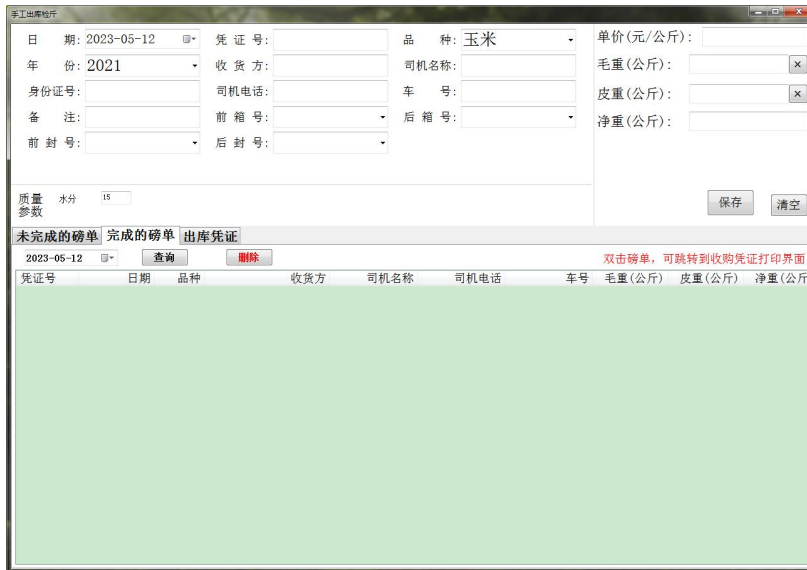 手工出库检斤
日 期: 2023-05-12 凭 证 号: 品 种: 玉米 单价(元/公斤):
年 份: 2021 收 货 方: 司机名称: 毛重(公斤):
身份证号: 司机电话: 车 号: 皮重(公斤):
备 注: 前 箱 号: 后 箱 号: 净重(公斤):
前 封 号: 后 封 号:
质量参数 水分 15 保存 清空
未完成的磅单 完成的磅单 出库凭证
2023-05-12 查询 删除 双击磅单，可跳转到收购凭证打印界面
凭证号 日期 品种 收货方 司机名称 司机电话 车号 毛重(公斤) 皮重(公斤) 净重(公斤